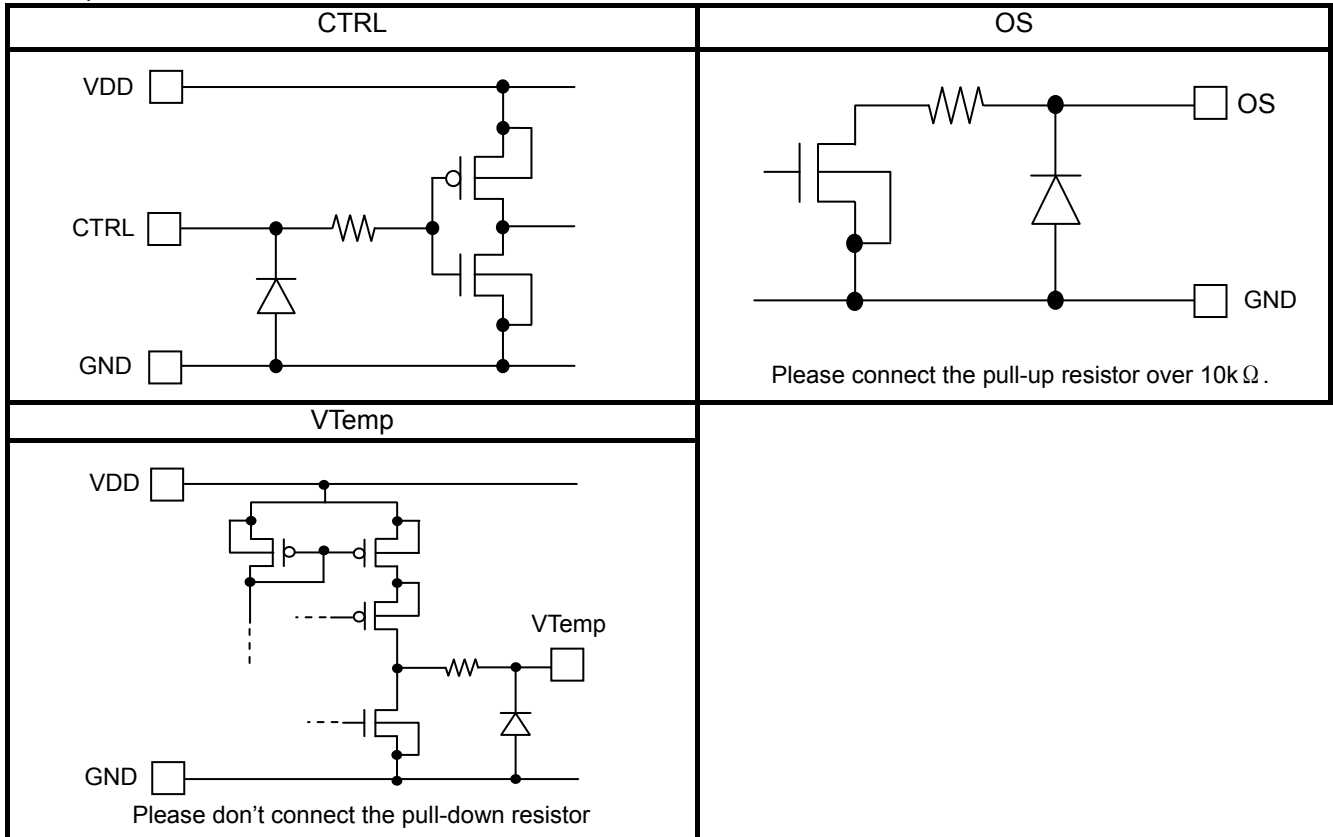 CTRL
OS
VDD
CTRL
GND
OS
GND
Please connect the pull-up resistor over 10kΩ.
VTemp
VDD
VTemp
GND
Please don't connect the pull-down resistor